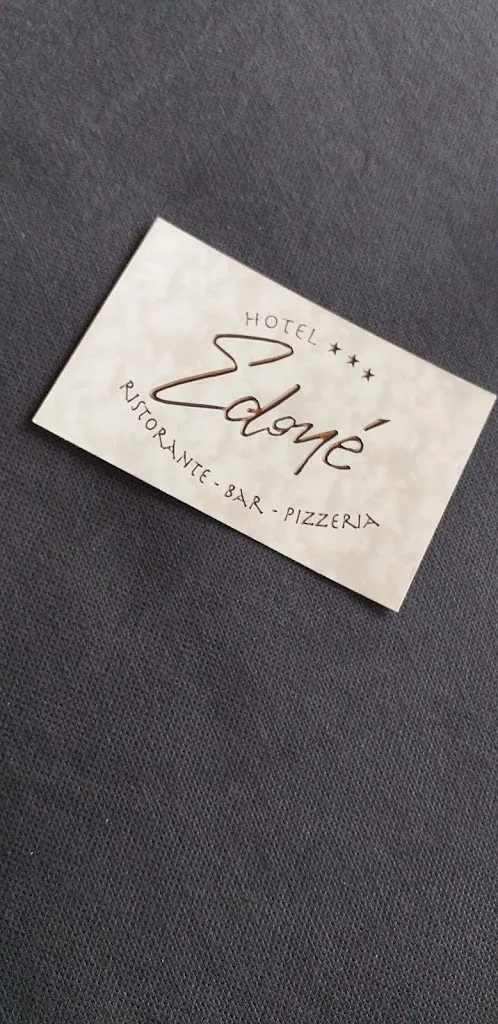 HOTEL ★★★
Edoné
RISTORANTE - BAR - PIZZERIA